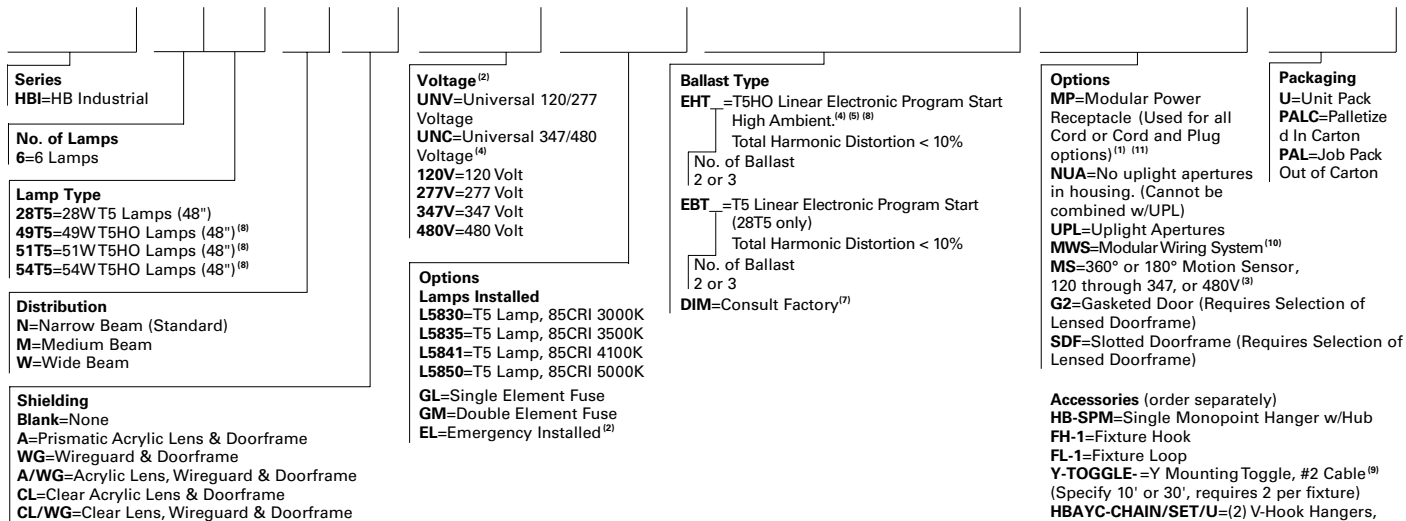 Series
HBI=HB Industrial
No. of Lamps
6=6 Lamps
Lamp Type
28T5=28W T5 Lamps (48")
49T5=49W T5HO Lamps (48") (8)
51T5=51W T5HO Lamps (48") (8)
54T5=54W T5HO Lamps (48") (8)
Distribution
N=Narrow Beam (Standard)
M=Medium Beam
W=Wide Beam
Shielding
Blank=None
A=Prismatic Acrylic Lens & Doorframe
WG=Wireguard & Doorframe
A/WG=Acrylic Lens, Wireguard & Doorframe
CL=Clear Acrylic Lens & Doorframe
CL/WG=Clear Lens, Wireguard & Doorframe
Voltage (2)
UNV=Universal 120/277
Voltage
UNC=Universal 347/480
Voltage (4)
120V=120 Volt
277V=277 Volt
347V=347 Volt
480V=480 Volt
Options
Lamps Installed
L5830=T5 Lamp, 85CRI 3000K
L5835=T5 Lamp, 85CRI 3500K
L5841=T5 Lamp, 85CRI 4100K
L5850=T5 Lamp, 85CRI 5000K
GL=Single Element Fuse
GM=Double Element Fuse
EL=Emergency Installed (2)
Ballast Type
EHT__=T5HO Linear Electronic Program Start
High Ambient. (4) (5) (8)
Total Harmonic Distortion < 10%
No. of Ballast
2 or 3
EBT__=T5 Linear Electronic Program Start
(28T5 only)
Total Harmonic Distortion < 10%
No. of Ballast
2 or 3
DIM=Consult Factory (7)
Options
MP=Modular Power
Receptacle (Used for all
Cord or Cord and Plug
options) (1) (11)
NUA=No uplight apertures
in housing. (Cannot be
combined w/UPL)
UPL=Uplight Apertures
MWS=Modular Wiring System (10)
MS=360° or 180° Motion Sensor,
120 through 347, or 480V (3)
G2=Gasketed Door (Requires Selection of
Lensed Doorframe)
SDF=Slotted Doorframe (Requires Selection of
Lensed Doorframe)
Accessories (order separately)
HB-SPM=Single Monopoint Hanger w/Hub
FH-1=Fixture Hook
FL-1=Fixture Loop
Y-TOGGLE-=Y Mounting Toggle, #2 Cable (9)
(Specify 10' or 30', requires 2 per fixture)
HBAYC-CHAIN/SET/U=(2) V-Hook Hangers,
Packaging
U=Unit Pack
PALC=Palletize
d In Carton
PAL=Job Pack
Out of Carton